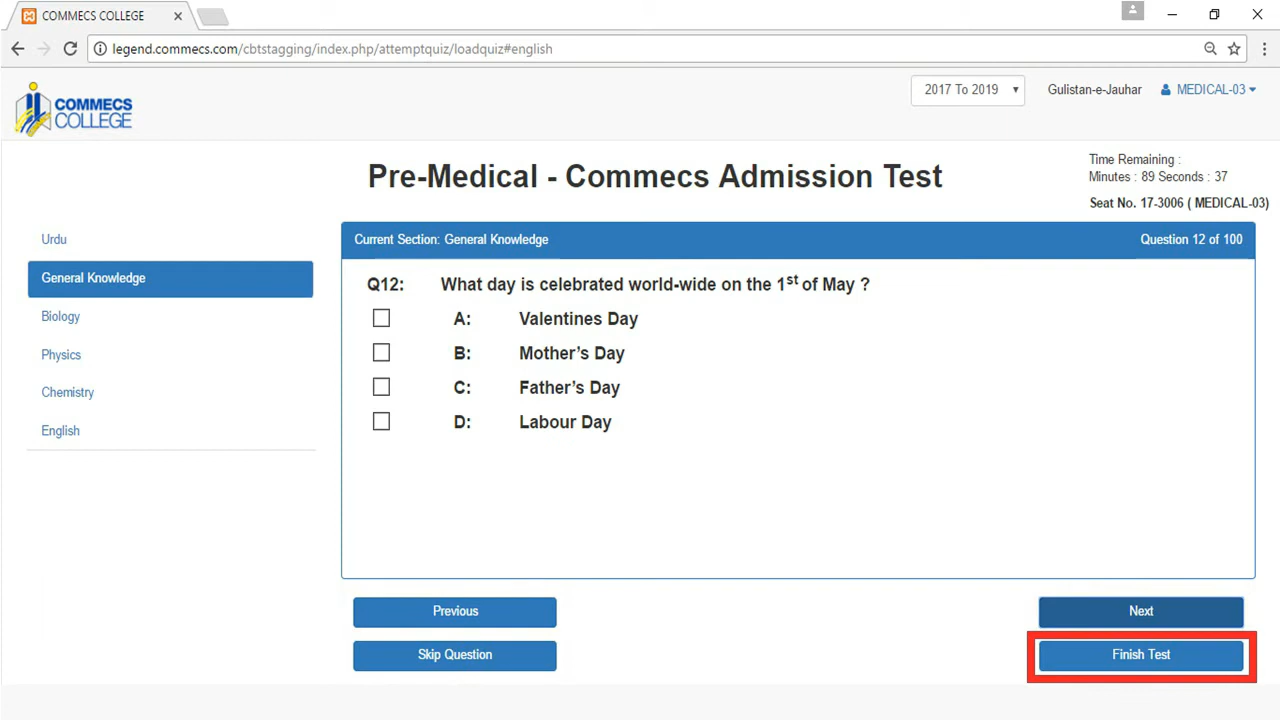 COMMECS COLLEGE
legend.commecs.com/cbtstagging/index.php/attemptquiz/loadquiz#english
COMMECS
COLLEGE
2017 To 2019
Gulistan-e-Jauhar
MEDICAL-03
Pre-Medical - Commecs Admission Test
Time Remaining :
Minutes : 89 Seconds : 37
Seat No. 17-3006 ( MEDICAL-03)
Urdu
General Knowledge
Biology
Physics
Chemistry
English
Current Section: General Knowledge
Question 12 of 100
Q12: What day is celebrated world-wide on the 1st of May ?
A: Valentines Day
B: Mother’s Day
C: Father’s Day
D: Labour Day
Previous
Next
Skip Question
Finish Test